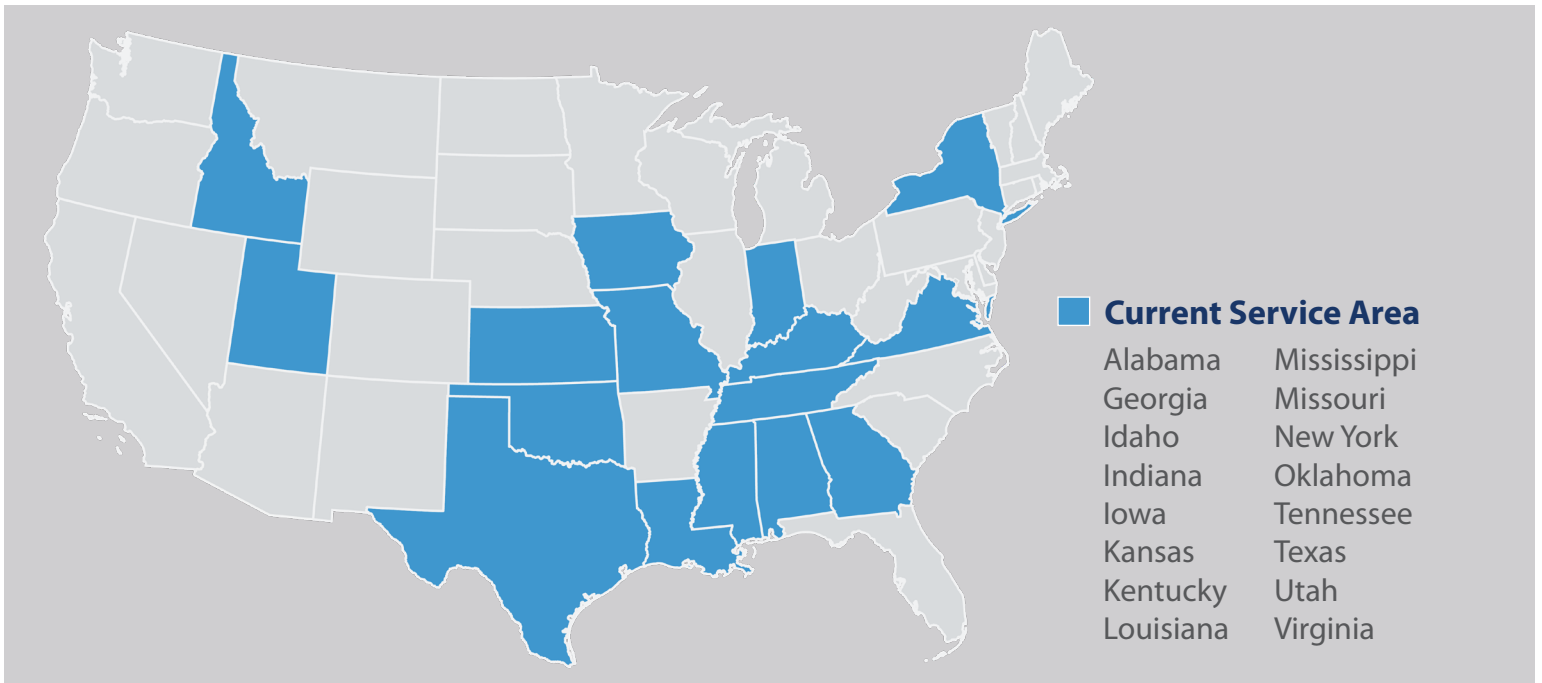 Current Service Area
Alabama
Georgia
Idaho
Indiana
Iowa
Kansas
Kentucky
Louisiana
Mississippi
Missouri
New York
Oklahoma
Tennessee
Texas
Utah
Virginia